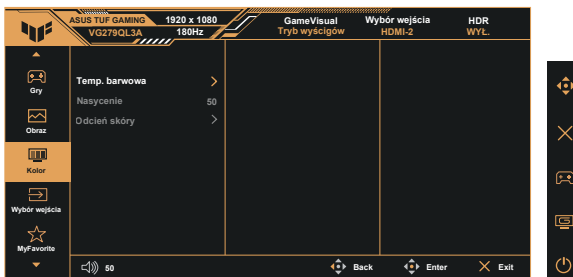 ASUS TUF GAMING 1920 x 1080 GameVisual Wybór wejścia HDR
VG279QL3A 180Hz Tryb wyścigów HDMI-2 WYŁ.
Gry
Temp. barwowa
Nasycenie 50
Odcień skóry
Obraz
Kolor
Wybór wejścia
MyFavorite
50 Back Enter Exit